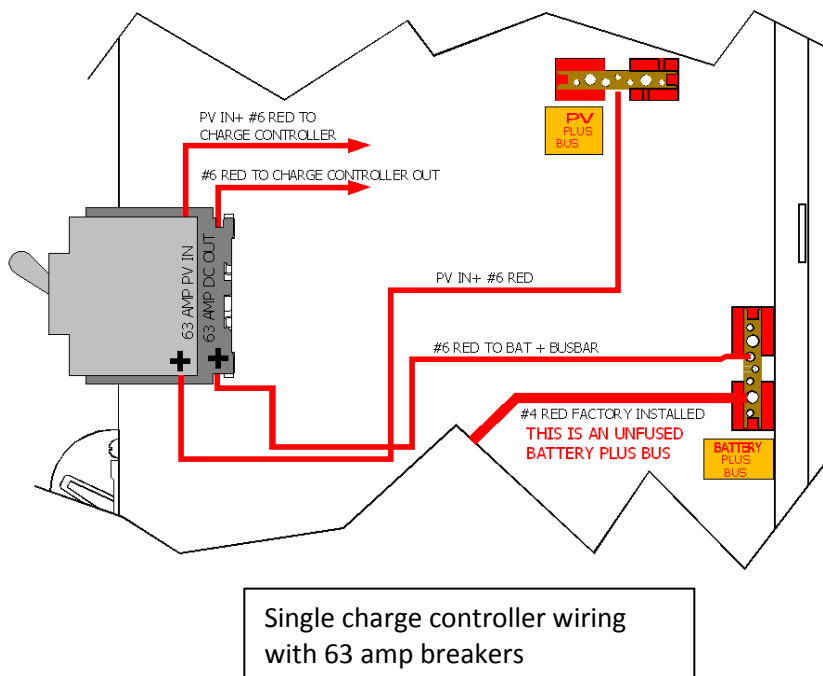 PV IN+ #6 RED TO
CHARGE CONTROLLER
#6 RED TO CHARGE CONTROLLER OUT
PV
PLUS
BUS
63 AMP PV IN
63 AMP DC OUT
+
+
PV IN+ #6 RED
#6 RED TO BAT + BUSBAR
#4 RED FACTORY INSTALLED
THIS IS AN UNFUSED
BATTERY PLUS BUS
BATTERY
PLUS
BUS
Single charge controller wiring
with 63 amp breakers